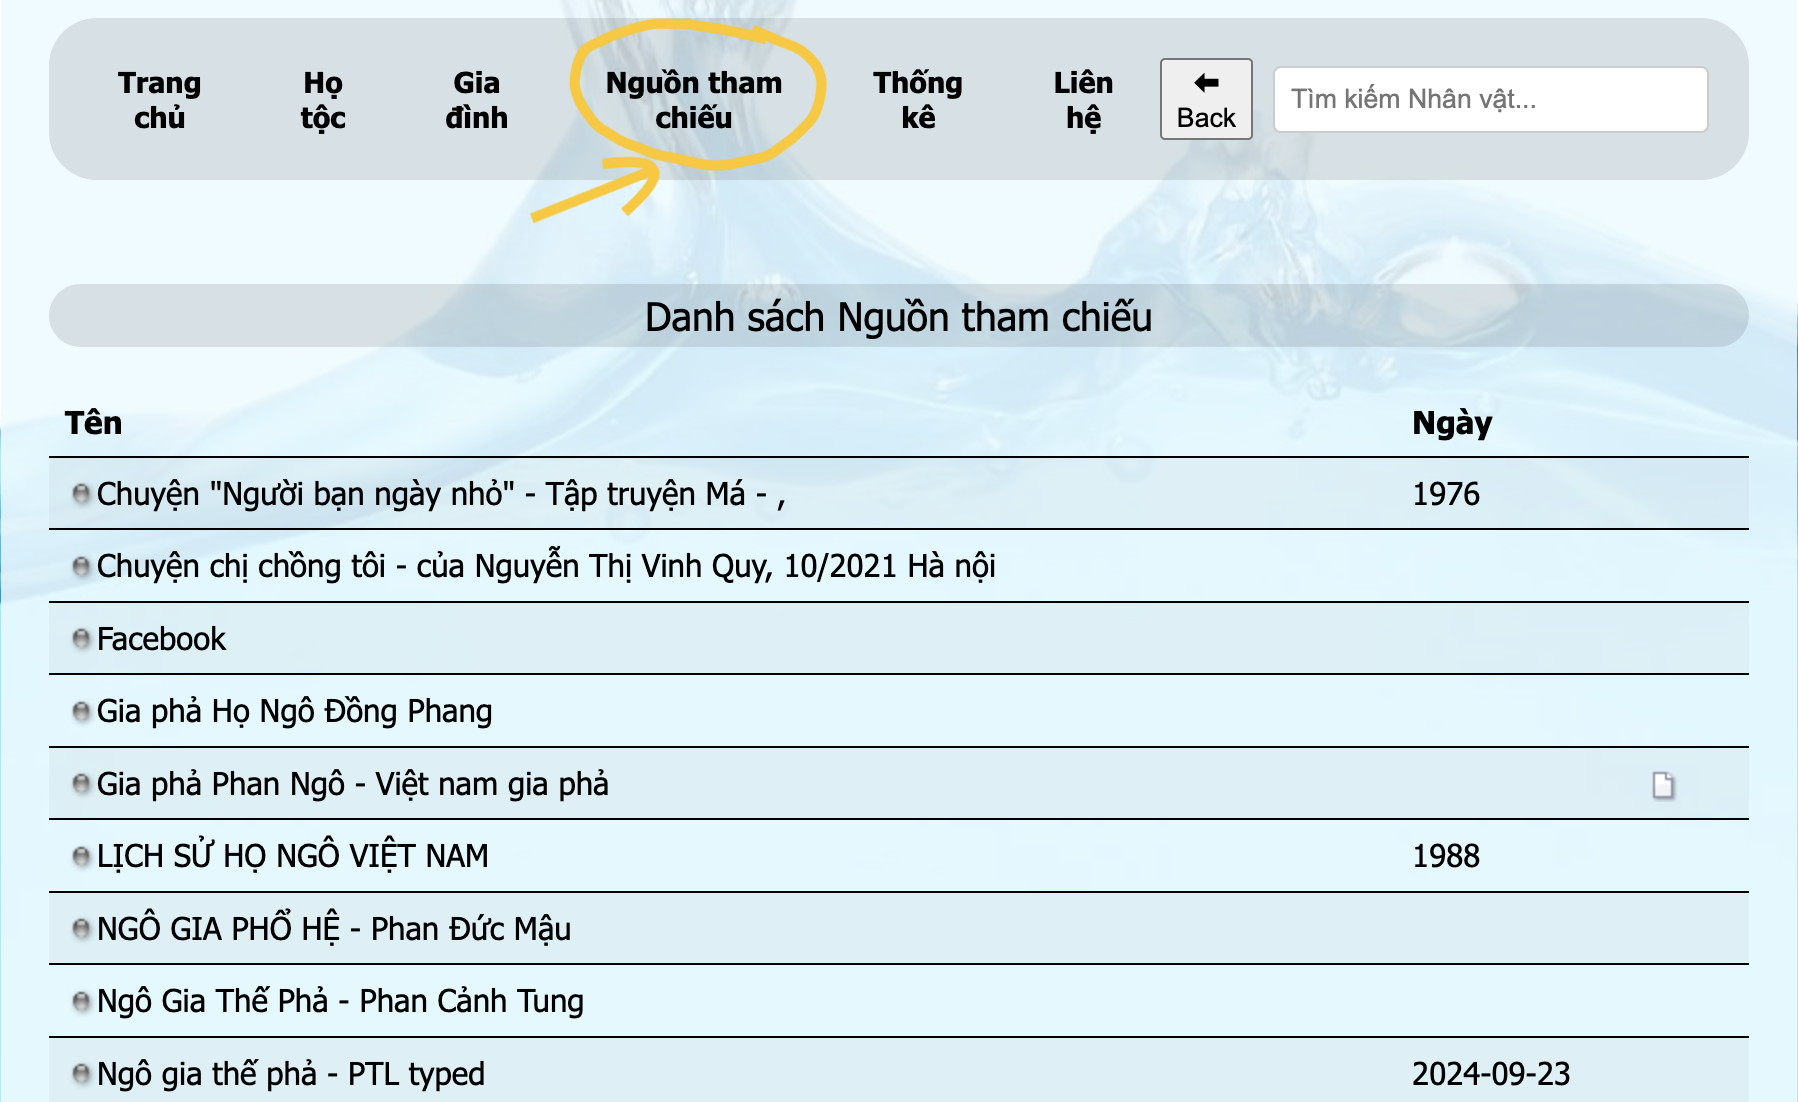 Trang chủ
Họ tộc
Gia đình
Nguồn tham chiếu
Thống kê
Liên hệ
Back
Tìm kiếm Nhân vật...
Danh sách Nguồn tham chiếu
Tên Ngày
Chuyện "Người bạn ngày nhỏ" - Tập truyện Má - , 1976
Chuyện chị chồng tôi - của Nguyễn Thị Vinh Quy, 10/2021 Hà nội
Facebook
Gia phả Họ Ngô Đồng Phang
Gia phả Phan Ngô - Việt nam gia phả
LỊCH SỬ HỌ NGÔ VIỆT NAM 1988
NGÔ GIA PHỔ HỆ - Phan Đức Mậu
Ngô Gia Thế Phả - Phan Cảnh Tung
Ngô gia thế phả - PTL typed 2024-09-23